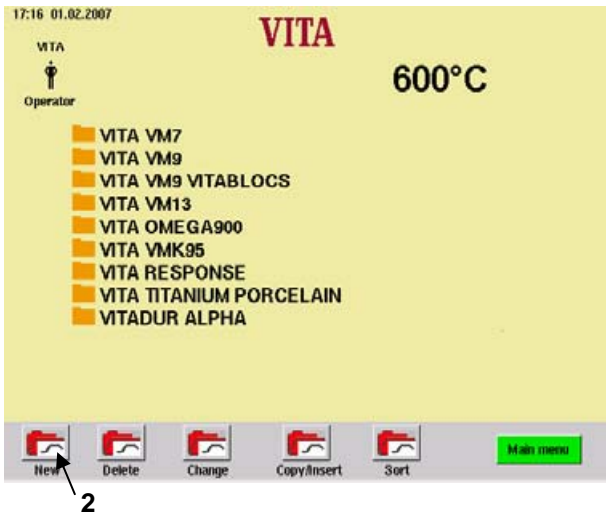 17:16 01.02.2007
VITA
VITA
600°C
Operator
VITA VM7
VITA VM9
VITA VM9 VITABLOCS
VITA VM13
VITA OMEGA900
VITA VMK95
VITA RESPONSE
VITA TITANIUM PORCELAIN
VITADUR ALPHA
New Delete Change Copy/Insert Sort Main menu
2